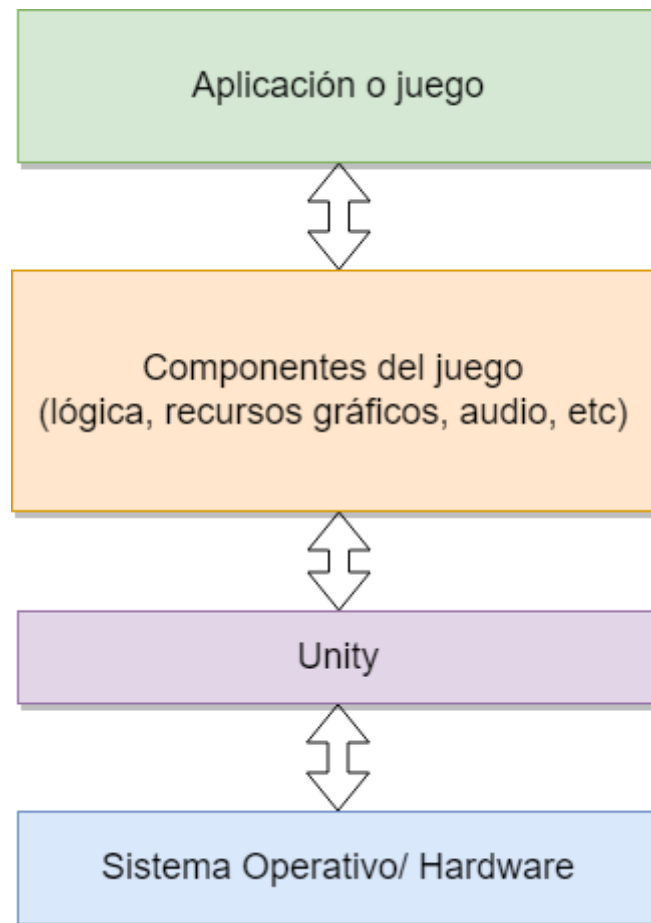 Aplicación o juego
Componentes del juego
(lógica, recursos gráficos, audio, etc)
Unity
Sistema Operativo/ Hardware